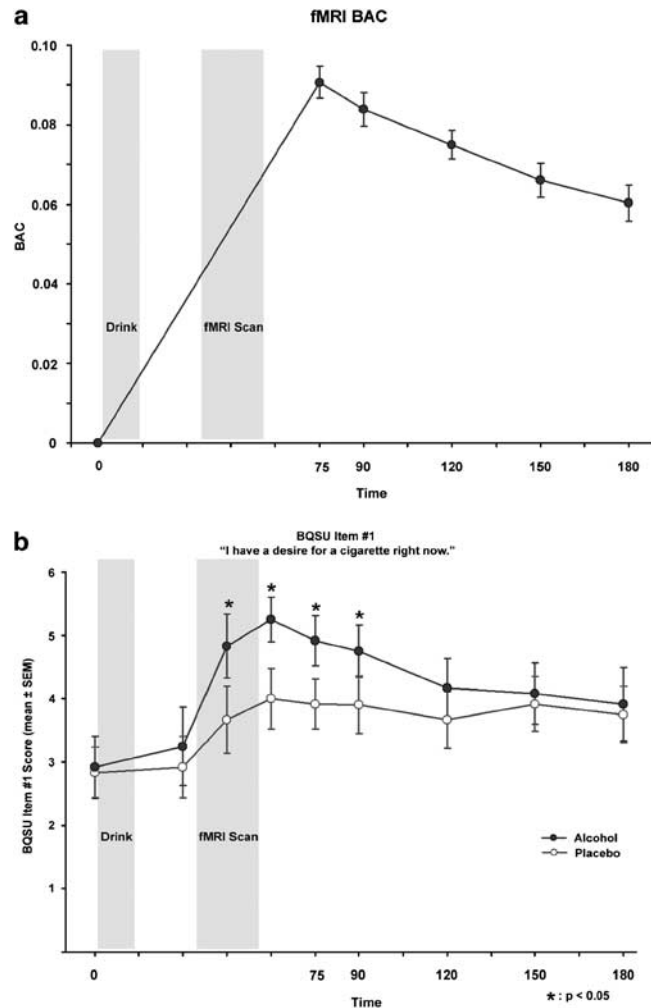 a
fMRI BAC
0.10
0.08
0.06
0.04
0.02
0
BAC
Drink
fMRI Scan
0 75 90 120 150 180
Time
b
BQSU Item #1
“I have a desire for a cigarette right now.”
6
5
4
3
2
1
BQSU Item #1 Score (mean ± SEM)
* * * *
Drink
fMRI Scan
Alcohol
Placebo
0 75 90 120 150 180
* : p < 0.05
Time